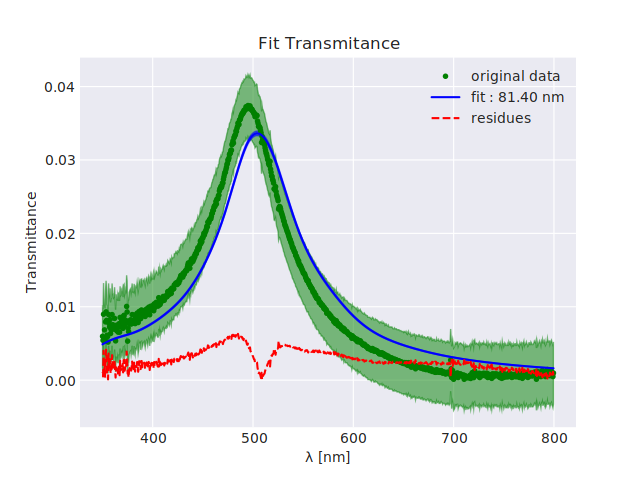 Fit Transmitance
original data
fit : 81.40 nm
residues
Transmittance
0.04
0.03
0.02
0.01
0.00
400 500 600 700 800
λ [nm]